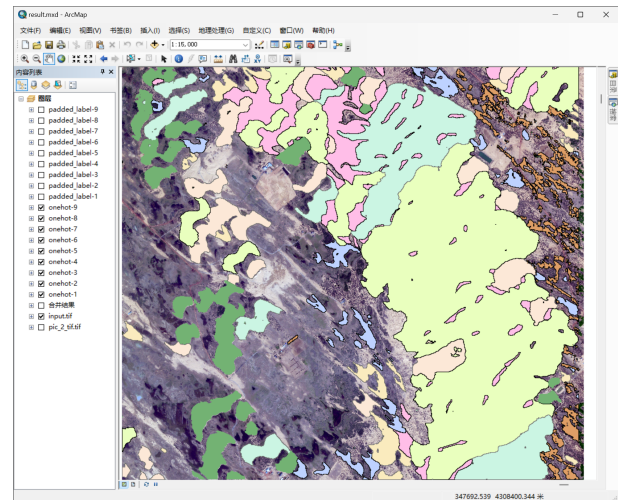 result.mxd - ArcMap
文件(F) 编辑(E) 视图(V) 书签(B) 插入(I) 选择(S) 地理处理(G) 自定义(C) 窗口(W) 帮助(H)
1:15,000
内容列表
图层
padded_label-9
padded_label-8
padded_label-7
padded_label-6
padded_label-5
padded_label-4
padded_label-3
padded_label-2
padded_label-1
onehot-9
onehot-8
onehot-7
onehot-6
onehot-5
onehot-4
onehot-3
onehot-2
onehot-1
合并结果
input.tif
pic_2_tif.tif
目录
搜索
347692.539 4308400.344 米